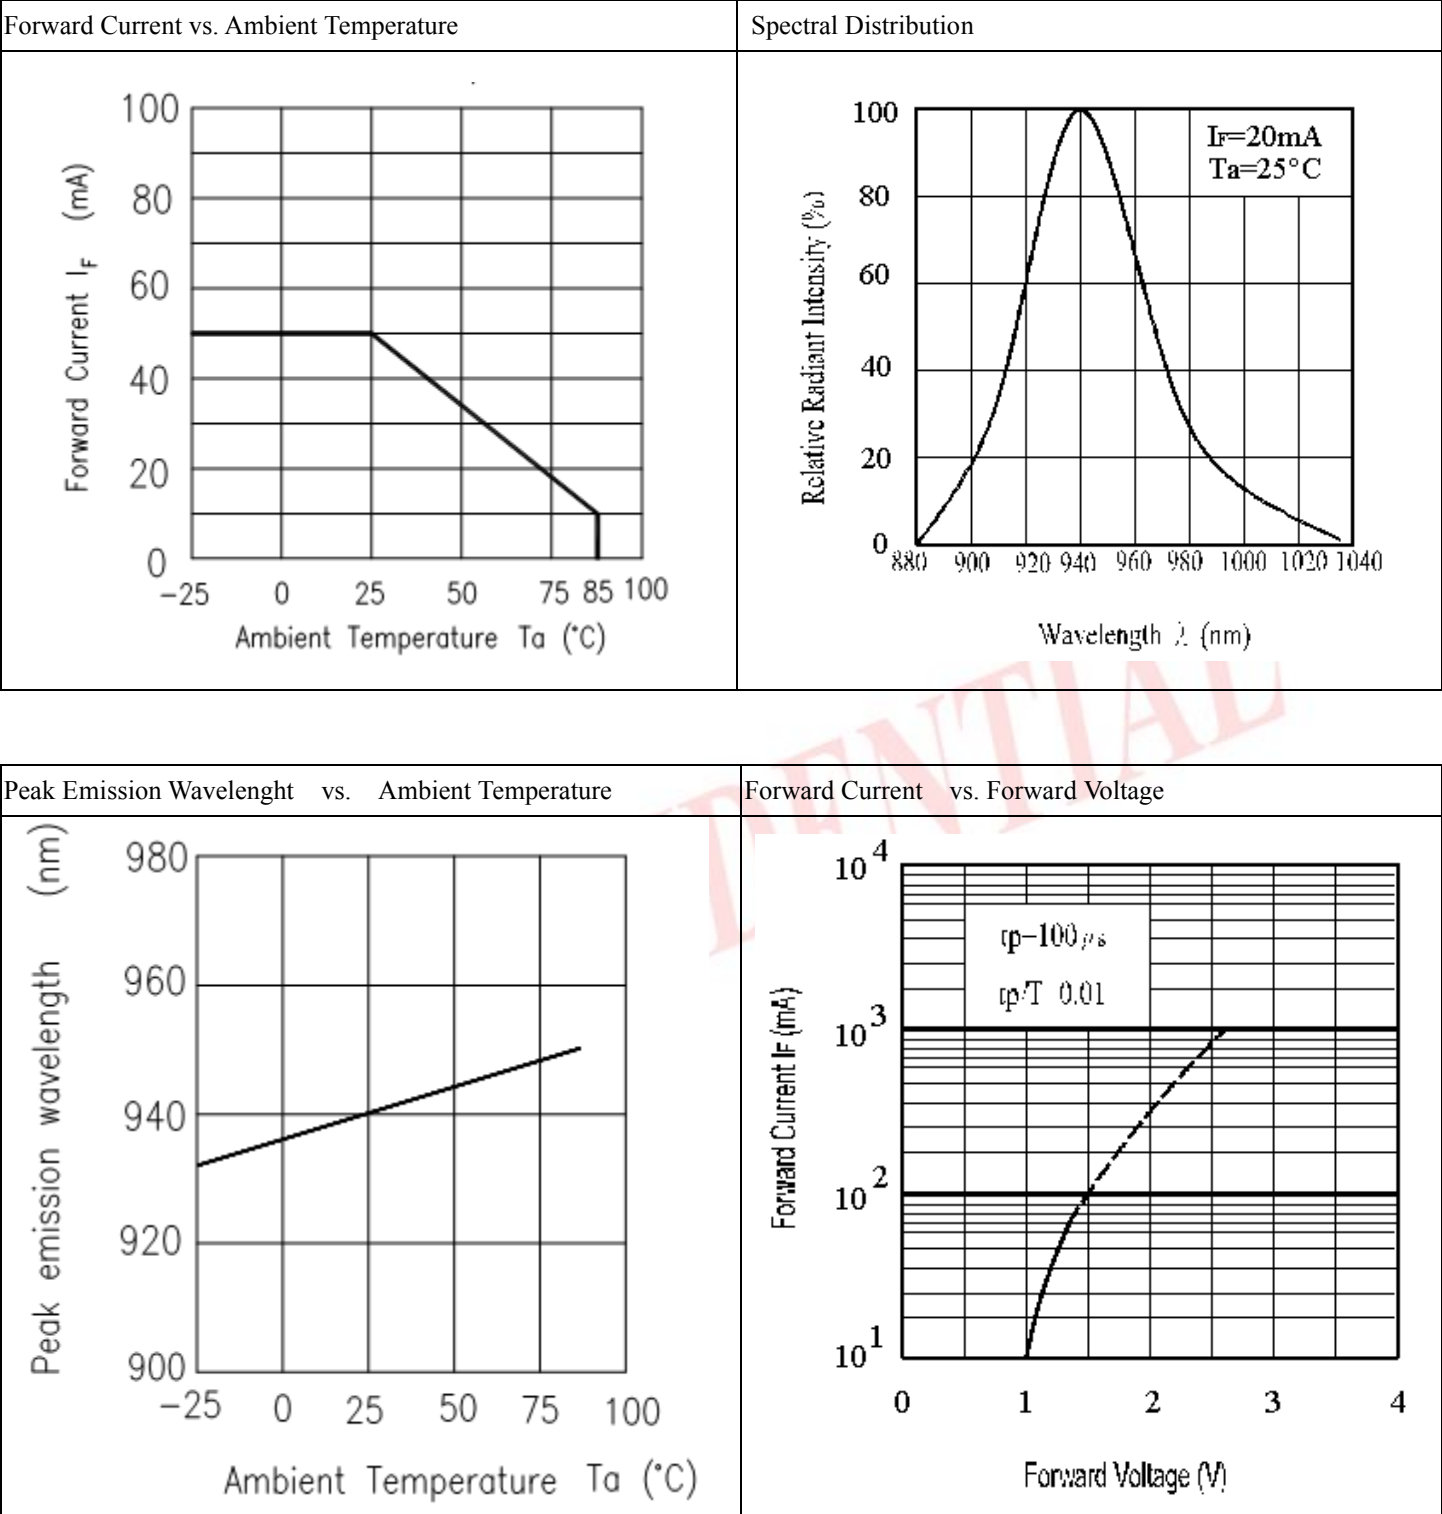 Forward Current vs. Ambient Temperature
Spectral Distribution
100
80
60
40
20
0
Forward Current IF (mA)
-25 0 25 50 75 85 100
Ambient Temperature Ta (°C)
IF=20mA
Ta=25°C
100
80
60
40
20
0
Relative Radiant Intensity (%)
880 900 920 940 960 980 1000 1020 1040
Wavelength λ (nm)
Peak Emission Wavelenght vs. Ambient Temperature
Forward Current vs. Forward Voltage
980
960
940
920
900
Peak emission wavelength (nm)
-25 0 25 50 75 100
Ambient Temperature Ta (°C)
10^4
10^3
10^2
10^1
tp=100μs
tp/T 0.01
Forward Current IF (mA)
0 1 2 3 4
Forward Voltage (V)